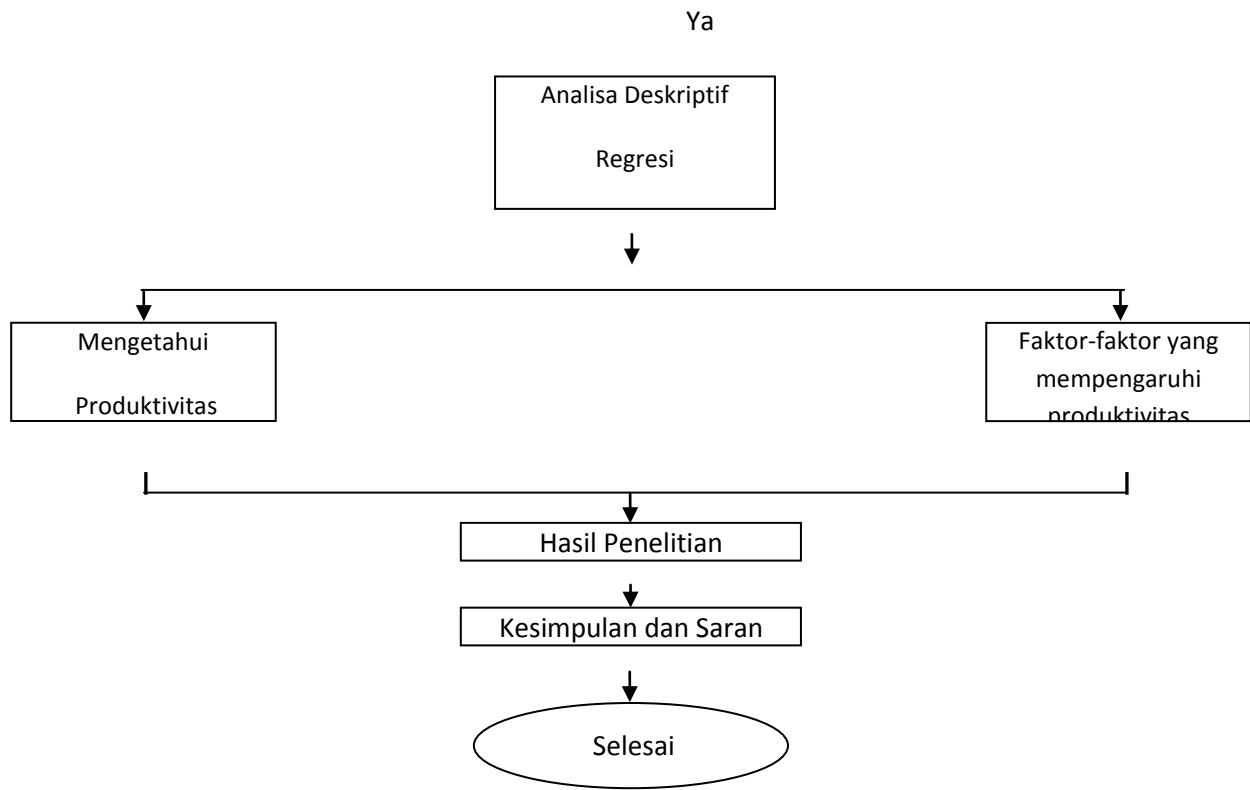 Ya
Analisa Deskriptif
Regresi
Mengetahui
Produktivitas
Faktor-faktor yang
mempengaruhi
produktivitas
Hasil Penelitian
Kesimpulan dan Saran
Selesai